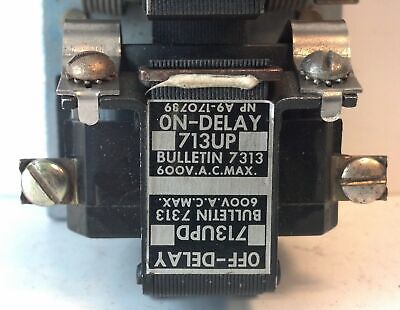 NP A9-170789
ON-DELAY
713UP
BULLETIN 7313
600V.A.C.MAX.
OFF-DELAY
713UPD
BULLETIN 7313
600V.A.C.MAX.